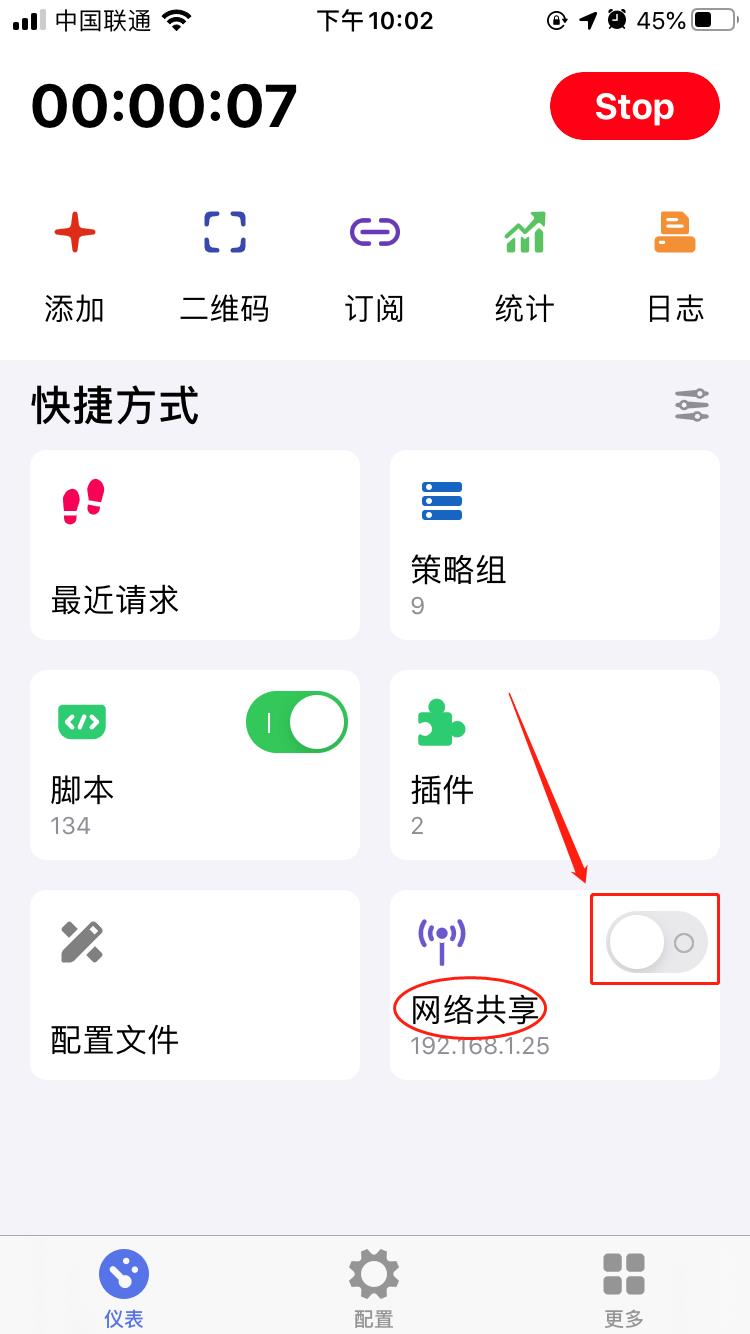 中国联通 下午10:02 45%
00:00:07 Stop
添加 二维码 订阅 统计 日志
快捷方式
最近请求
策略组
9
脚本
134
插件
2
配置文件
网络共享
192.168.1.25
仪表 配置 更多